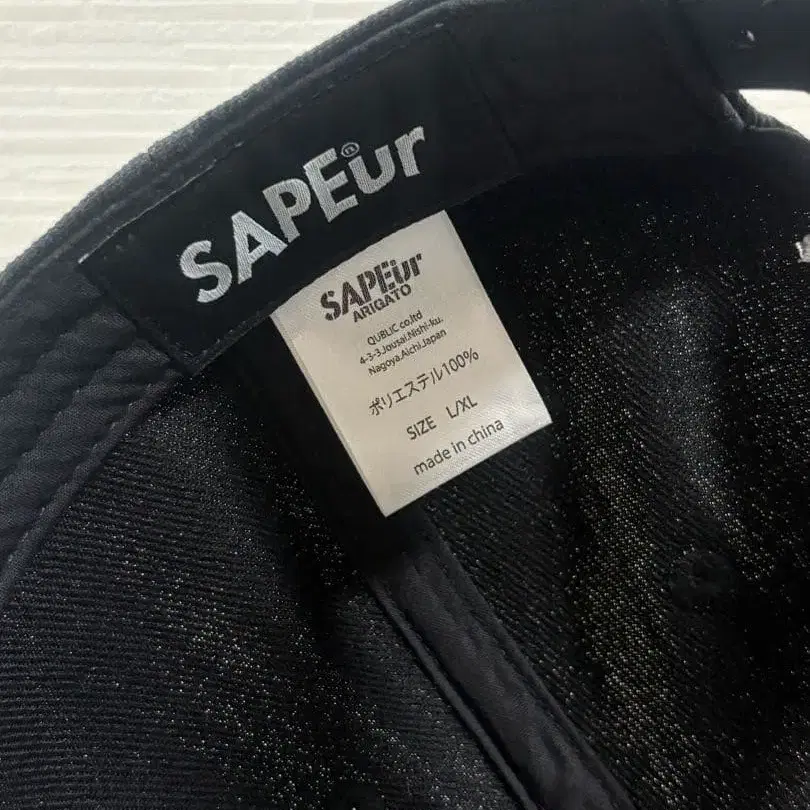 SAPEur
SAPEur
ARIGATO
QUBLIC co.ltd
4-3-3.Jousai.Nishi-ku.
Nagoya.Aichi.Japan
ポリエステル100%
SIZE L/XL
made in china